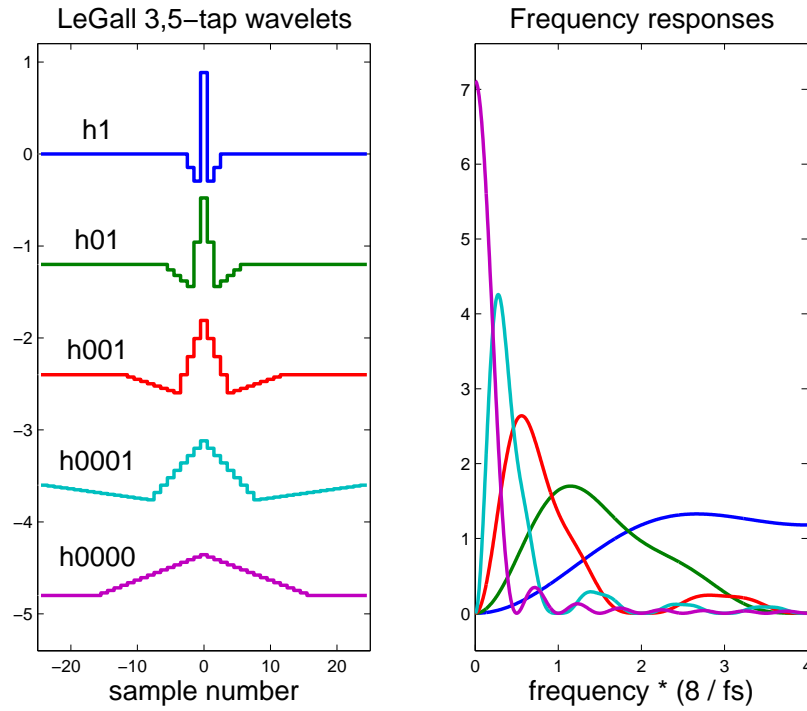 LeGall 3,5−tap wavelets
1
0
−1
−2
−3
−4
−5
h1
h01
h001
h0001
h0000
−20
−10
0
10
20
sample number
Frequency responses
7
6
5
4
3
2
1
0
0
1
2
3
4
frequency * (8 / fs)